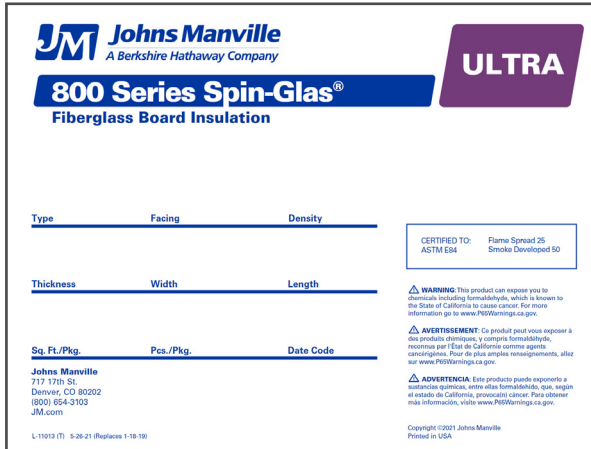 JM Johns Manville
A Berkshire Hathaway Company
ULTRA
800 Series Spin-Glas®
Fiberglass Board Insulation
Type Facing Density
Thickness Width Length
Sq. Ft./Pkg. Pcs./Pkg. Date Code
Johns Manville
717 17th St.
Denver, CO 80202
(800) 654-3103
JM.com
L-11013 (T) 5-26-21 (Replaces 1-18-19)
CERTIFIED TO: Flame Spread 25
ASTM E84 Smoke Developed 50
WARNING: This product can expose you to
chemicals including formaldehyde, which is known to
the State of California to cause cancer. For more
information go to www.P65Warnings.ca.gov.
AVERTISSEMENT: Ce produit peut vous exposer à
des produits chimiques, y compris formaldéhyde,
reconnus par l'État de Californie comme agents
cancérigènes. Pour de plus amples renseignements, allez
sur www.P65Warnings.ca.gov.
ADVERTENCIA: Este producto puede exponerlo a
sustancias químicas, entre ellas formaldehído, que, según
el estado de California, provoca(n) cáncer. Para obtener
más información, visite www.P65Warnings.ca.gov.
Copyright ©2021 Johns Manville
Printed in USA